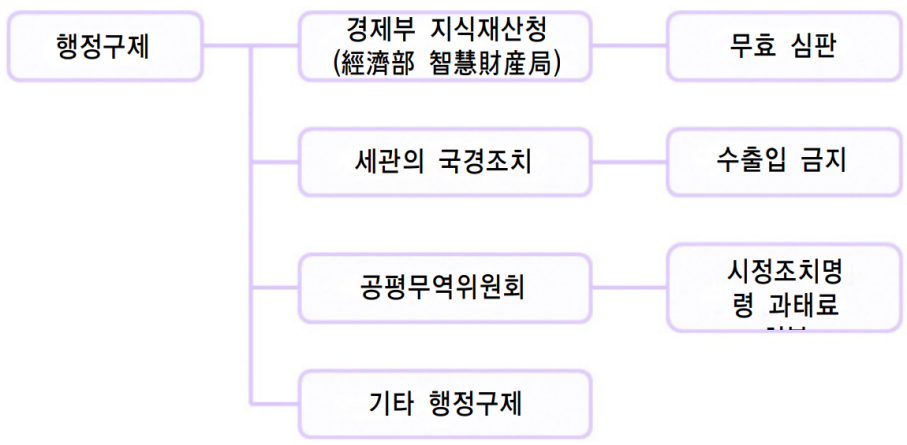 행정구제
경제부 지식재산청
(經濟部 智慧財産局)
무효 심판
세관의 국경조치
수출입 금지
공평무역위원회
시정조치명
령 과태료
기타 행정구제